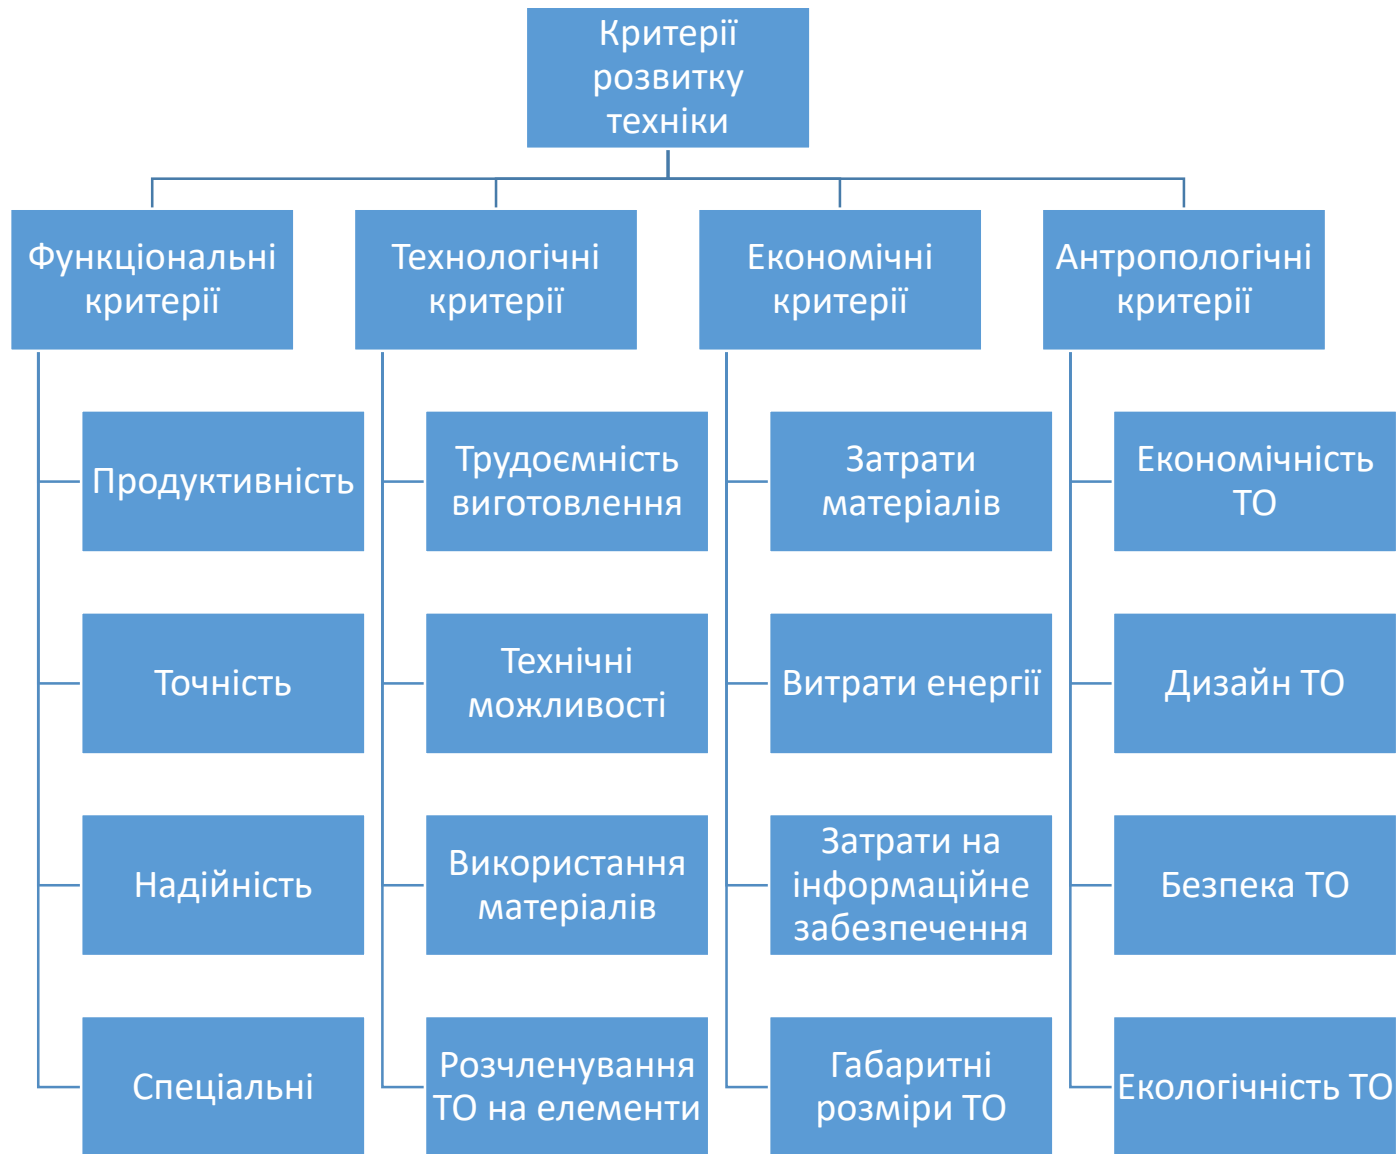 Критерії
розвитку
техніки
Функціональні
критерії
Технологічні
критерії
Економічні
критерії
Антропологічні
критерії
Продуктивність
Трудоємність
виготовлення
Затрати
матеріалів
Економічність
ТО
Точність
Технічні
можливості
Витрати енергії
Дизайн ТО
Надійність
Використання
матеріалів
Затрати на
інформаційне
забезпечення
Безпека ТО
Спеціальні
Розчленування
ТО на елементи
Габаритні
розміри ТО
Екологічність ТО